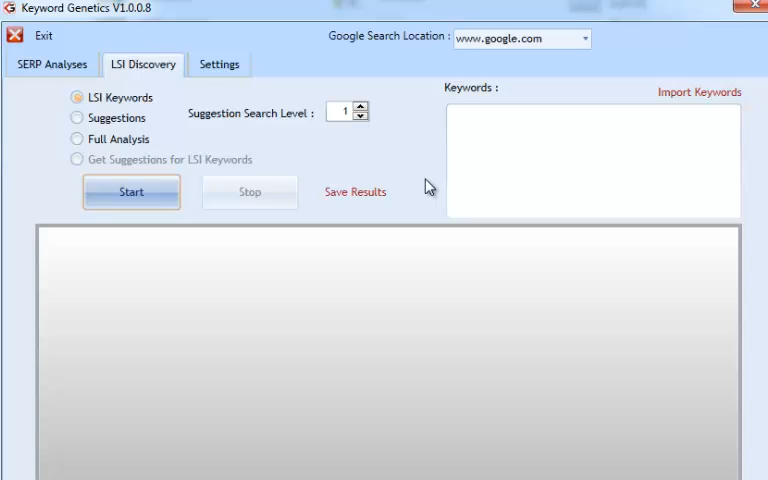 Keyword Genetics V1.0.0.8
Exit
Google Search Location : www.google.com
SERP Analyses LSI Discovery Settings
LSI Keywords
Suggestions
Full Analysis
Get Suggestions for LSI Keywords
Suggestion Search Level : 1
Keywords : Import Keywords
Start Stop Save Results